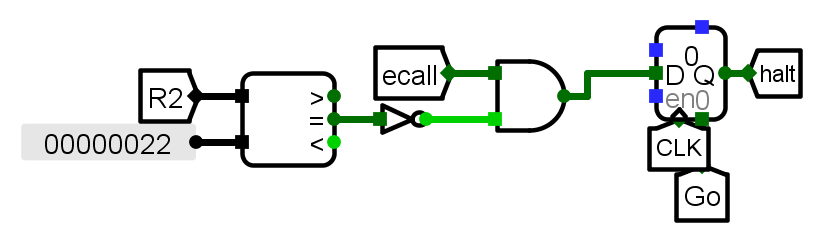 ecall
0
D Q
en0
halt
R2
>
=
<
00000022
CLK
Go